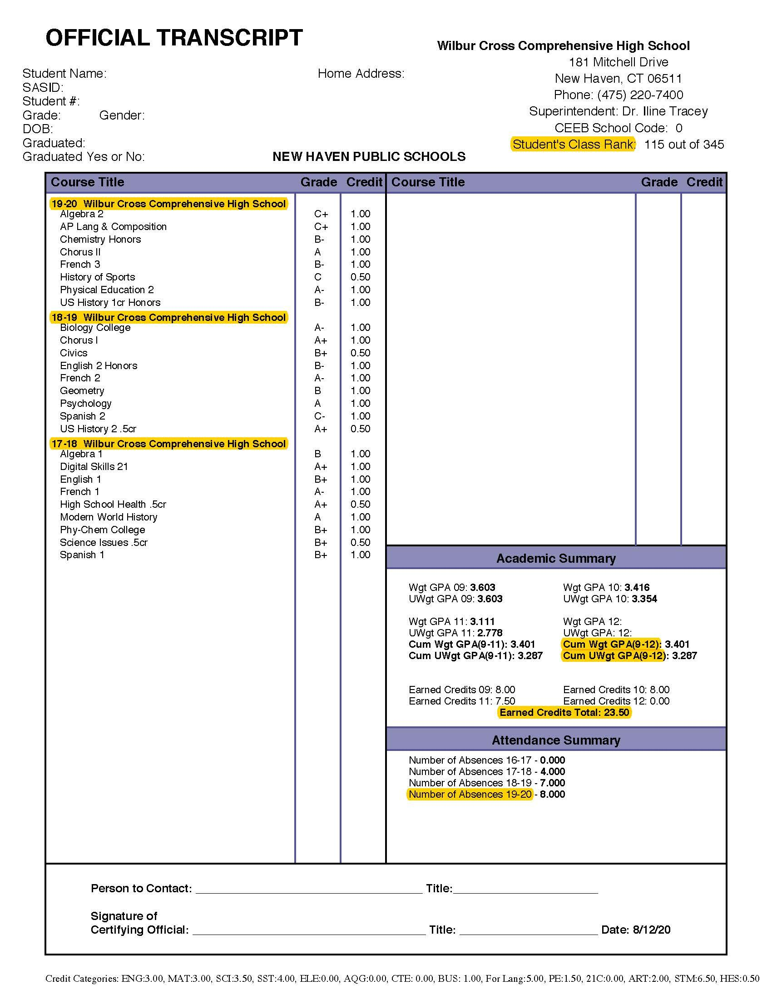 OFFICIAL TRANSCRIPT
Wilbur Cross Comprehensive High School
181 Mitchell Drive
New Haven, CT 06511
Phone: (475) 220-7400
Superintendent: Dr. Iline Tracey
CEEB School Code: 0
Student's Class Rank: 115 out of 345
Student Name:
Home Address:
SASID:
Student #:
Grade: Gender:
DOB:
Graduated:
Graduated Yes or No:
NEW HAVEN PUBLIC SCHOOLS
Course Title Grade Credit
19-20 Wilbur Cross Comprehensive High School
Algebra 2 C+ 1.00
AP Lang & Composition C+ 1.00
Chemistry Honors B- 1.00
Chorus II A 1.00
French 3 B- 1.00
History of Sports C 0.50
Physical Education 2 A- 1.00
US History 1cr Honors B- 1.00
18-19 Wilbur Cross Comprehensive High School
Biology College A- 1.00
Chorus I A+ 1.00
Civics B+ 0.50
English 2 Honors B- 1.00
French 2 A- 1.00
Geometry B 1.00
Psychology A 1.00
Spanish 2 C- 1.00
US History 2 .5cr A+ 0.50
17-18 Wilbur Cross Comprehensive High School
Algebra 1 B 1.00
Digital Skills 21 A+ 1.00
English 1 B+ 1.00
French 1 A- 1.00
High School Health .5cr A+ 0.50
Modern World History A 1.00
Phy-Chem College B+ 1.00
Science Issues .5cr B+ 0.50
Spanish 1 B+ 1.00
Course Title Grade Credit
Academic Summary
Wgt GPA 09: 3.603 Wgt GPA 10: 3.416
UWgt GPA 09: 3.603 UWgt GPA 10: 3.354
Wgt GPA 11: 3.111 Wgt GPA 12:
UWgt GPA 11: 2.778 UWgt GPA: 12:
Cum Wgt GPA(9-11): 3.401 Cum Wgt GPA(9-12): 3.401
Cum UWgt GPA(9-11): 3.287 Cum UWgt GPA(9-12): 3.287
Earned Credits 09: 8.00 Earned Credits 10: 8.00
Earned Credits 11: 7.50 Earned Credits 12: 0.00
Earned Credits Total: 23.50
Attendance Summary
Number of Absences 16-17 - 0.000
Number of Absences 17-18 - 4.000
Number of Absences 18-19 - 7.000
Number of Absences 19-20 - 8.000
Person to Contact: Title:
Signature of
Certifying Official: Title: Date: 8/12/20
Credit Categories: ENG:3.00, MAT:3.00, SCI:3.50, SST:4.00, ELE:0.00, AQG:0.00, CTE: 0.00, BUS: 1.00, For Lang:5.00, PE:1.50, 21C:0.00, ART:2.00, STM:6.50, HES:0.50